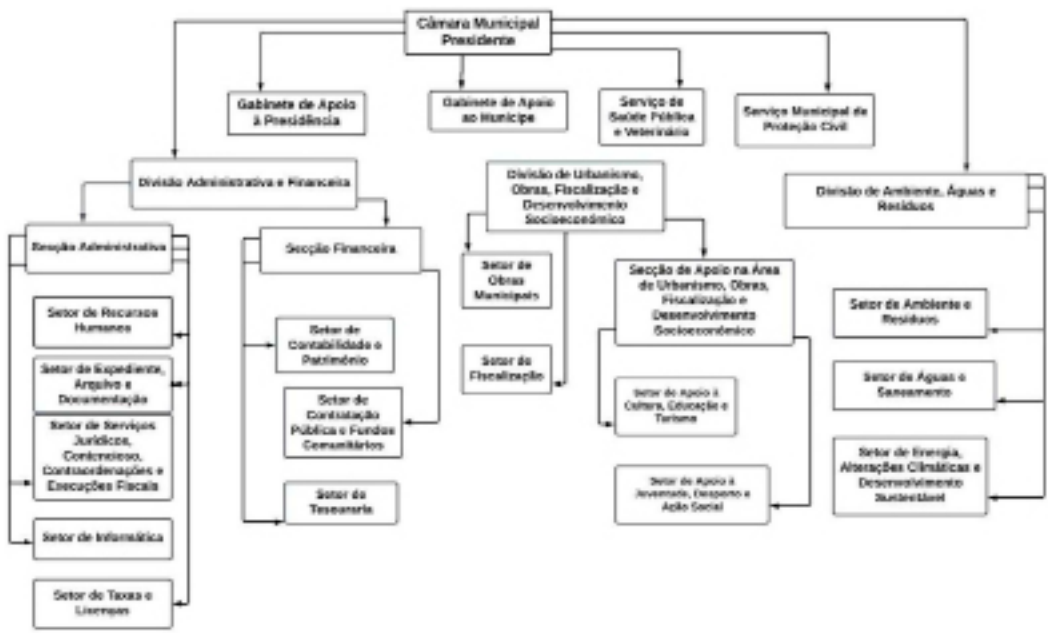 Câmara Municipal
Presidente
Gabinete de Apoio
à Presidência
Gabinete de Apoio
ao Munícipe
Serviço de
Saúde Pública
e Veterinário
Serviço Municipal de
Proteção Civil
Divisão Administrativa e Financeira
Divisão de Urbanismo,
Obras, Fiscalização e
Desenvolvimento
Socioeconómico
Divisão de Ambiente, Águas e
Resíduos
Secção Administrativa
Secção Financeira
Setor de
Obras
Municipais
Secção de Apoio na Área
de Urbanismo, Obras,
Fiscalização e
Desenvolvimento
Socioeconómico
Setor de Recursos
Humanos
Setor de
Contabilidade e
Património
Setor de Ambiente e
Resíduos
Setor de Expediente,
Arquivo e
Documentação
Setor de
Fiscalização
Setor de Águas e
Saneamento
Setor de
Contratação
Pública e Fundos
Comunitários
Setor de Apoio à
Cultura, Educação e
Turismo
Setor de Serviços
Jurídicos,
Contencioso,
Contraordenações e
Execuções Fiscais
Setor de Energia,
Alterações Climáticas e
Desenvolvimento
Sustentável
Setor de
Tesouraria
Setor de Apoio à
Juventude, Desporto e
Ação Social
Setor de Informática
Setor de Taxas e
Licenças